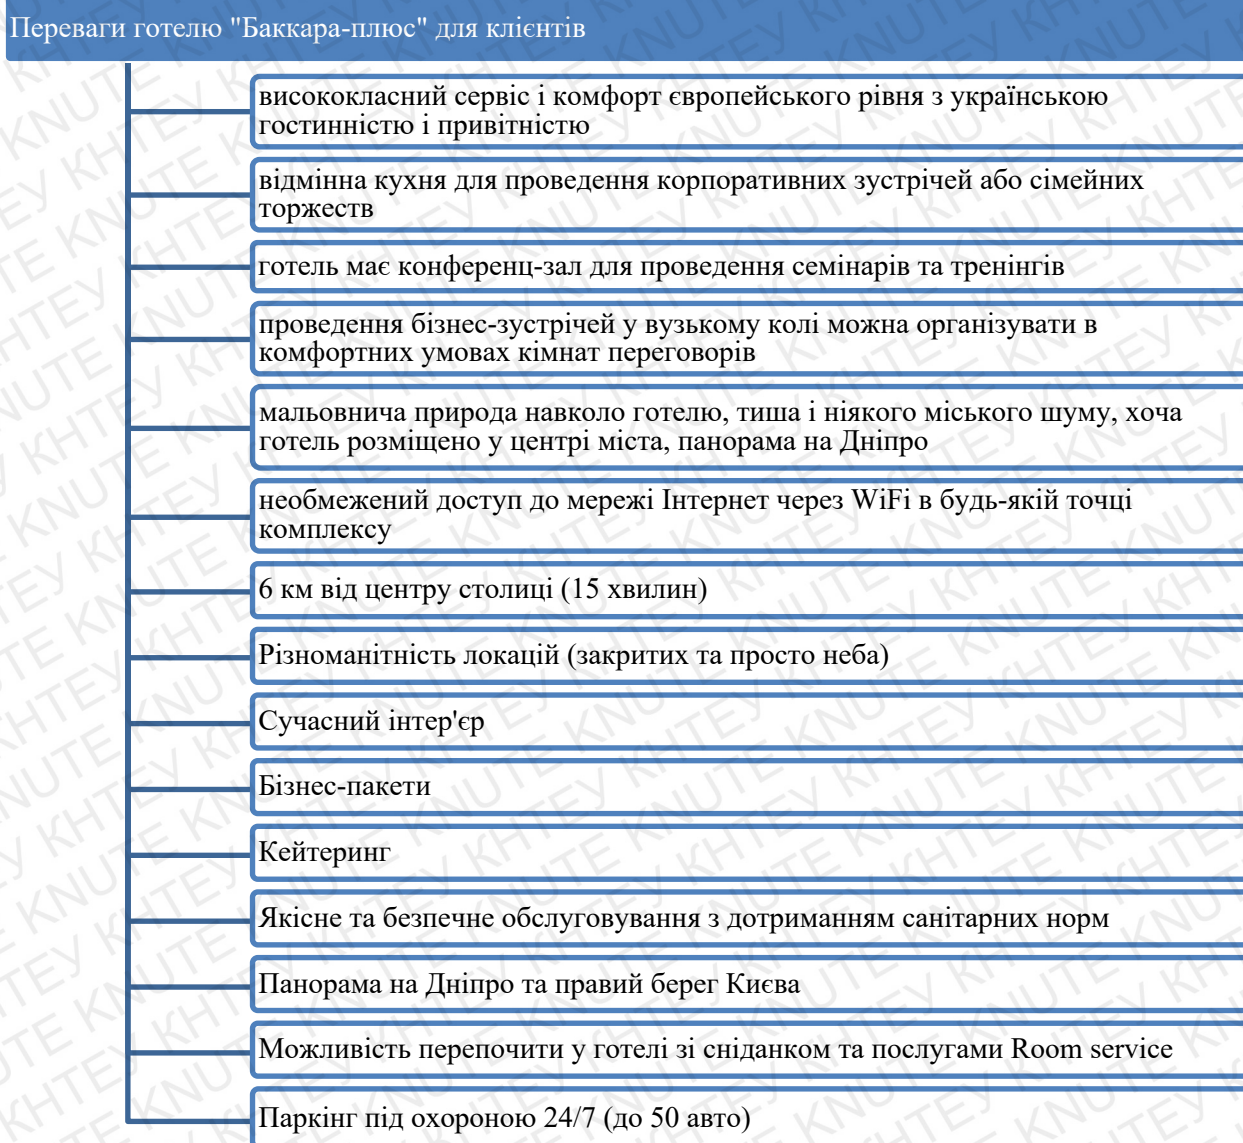 Переваги готелю "Баккара-плюс" для клієнтів
висококласний сервіс і комфорт європейського рівня з українською
гостинністю і привітністю
відмінна кухня для проведення корпоративних зустрічей або сімейних
торжеств
готель має конференц-зал для проведення семінарів та тренінгів
проведення бізнес-зустрічей у вузькому колі можна організувати в
комфортних умовах кімнат переговорів
мальовнича природа навколо готелю, тиша і ніякого міського шуму, хоча
готель розміщено у центрі міста, панорама на Дніпро
необмежений доступ до мережі Інтернет через WiFi в будь-якій точці
комплексу
6 км від центру столиці (15 хвилин)
Різноманітність локацій (закритих та просто неба)
Сучасний інтер'єр
Бізнес-пакети
Кейтеринг
Якісне та безпечне обслуговування з дотриманням санітарних норм
Панорама на Дніпро та правий берег Києва
Можливість перепочити у готелі зі сніданком та послугами Room service
Паркінг під охороною 24/7 (до 50 авто)